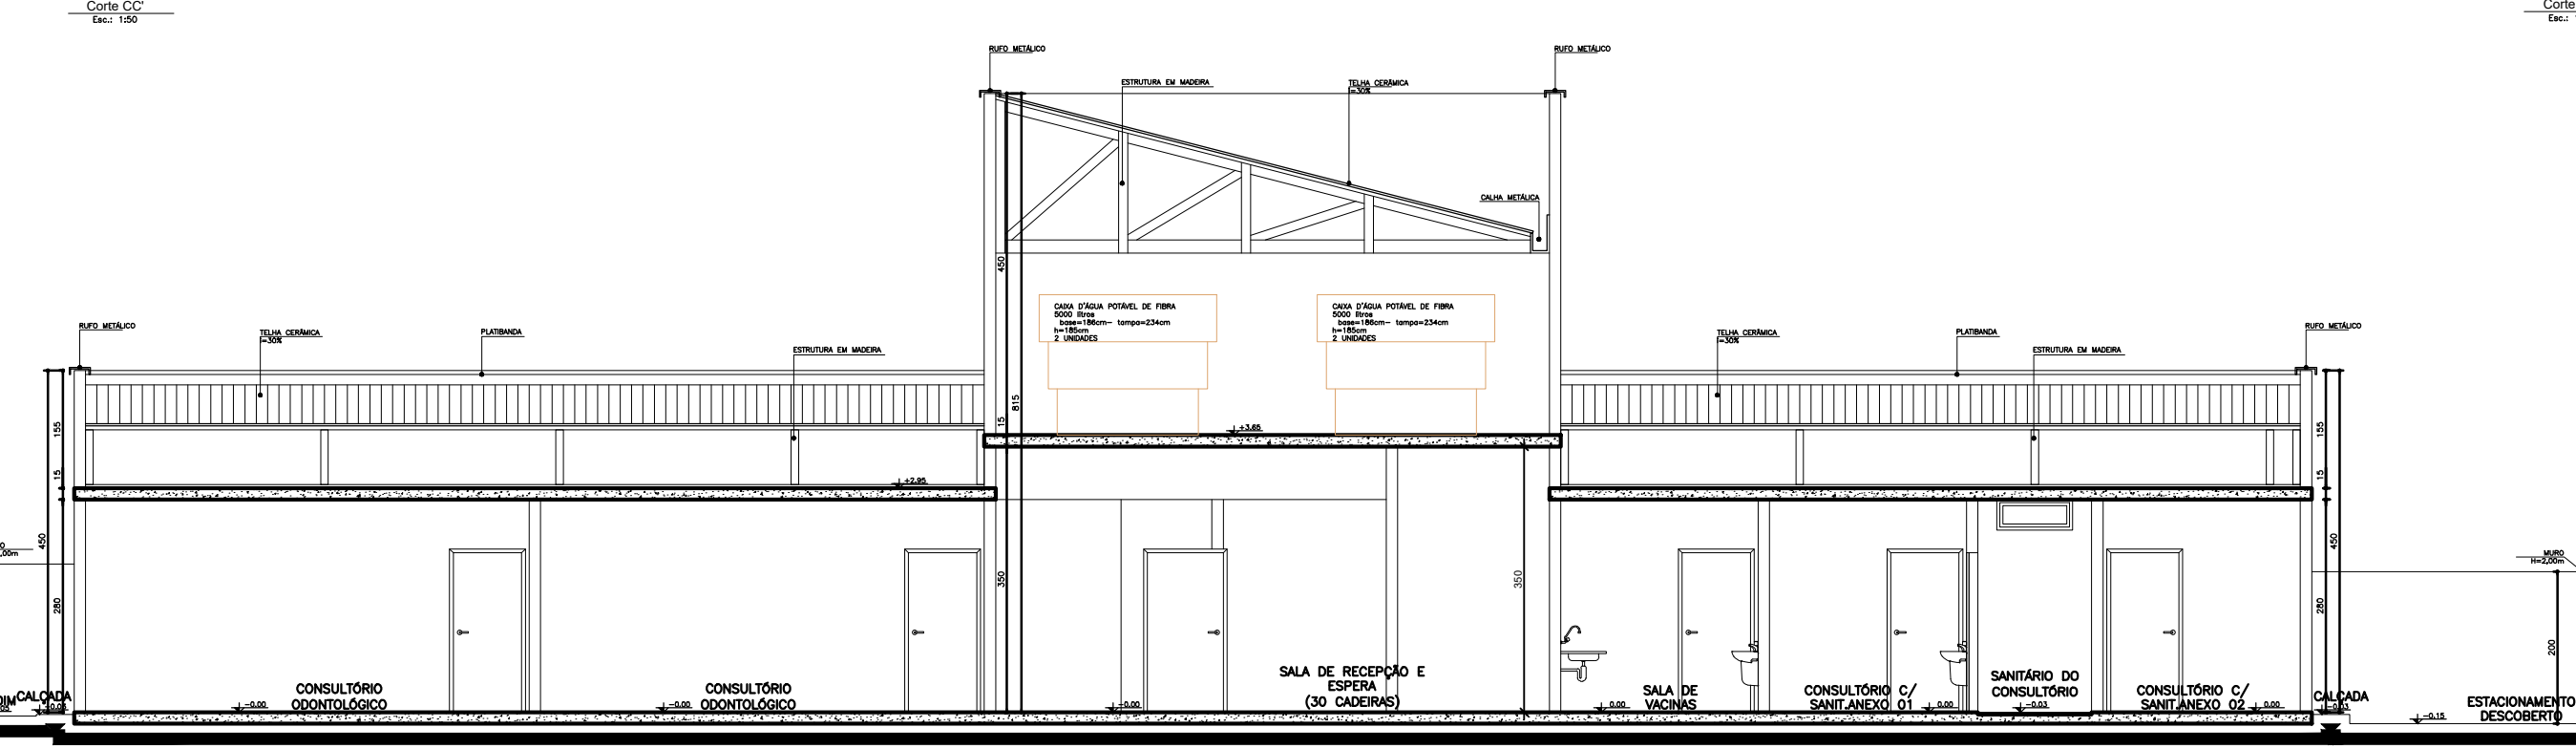 Corte CC'
Esc.: 1:50
Corte
Esc.:
RUFO METÁLICO
RUFO METÁLICO
ESTRUTURA EM MADEIRA
TELHA CERÂMICA
i=30%
CALHA METÁLICA
450
CAIXA D'ÁGUA POTÁVEL DE FIBRA
5000 litros
base=186cm- tampa=234cm
h=185cm
2 UNIDADES
CAIXA D'ÁGUA POTÁVEL DE FIBRA
5000 litros
base=186cm- tampa=234cm
h=185cm
2 UNIDADES
RUFO METÁLICO
TELHA CERÂMICA
i=30%
PLATIBANDA
ESTRUTURA EM MADEIRA
TELHA CERÂMICA
i=30%
PLATIBANDA
ESTRUTURA EM MADEIRA
RUFO METÁLICO
815
15
155
15
+3.65
155
15
+2.95
450
280
350
350
450
280
200
MURO
H=2,00m
O
,00m
CONSULTÓRIO
ODONTOLÓGICO
-0.00
CONSULTÓRIO
ODONTOLÓGICO
-0.00
SALA DE RECEPÇÃO E
ESPERA
(30 CADEIRAS)
-0.00
SALA DE
VACINAS
0.00
CONSULTÓRIO C/
SANIT.ANEXO 01
0.00
SANITÁRIO DO
CONSULTÓRIO
-0.03
CONSULTÓRIO C/
SANIT.ANEXO 02
0.00
CALÇADA
-0.03
ESTACIONAMENTO
DESCOBERTO
-0.15
DIM
CALÇADA